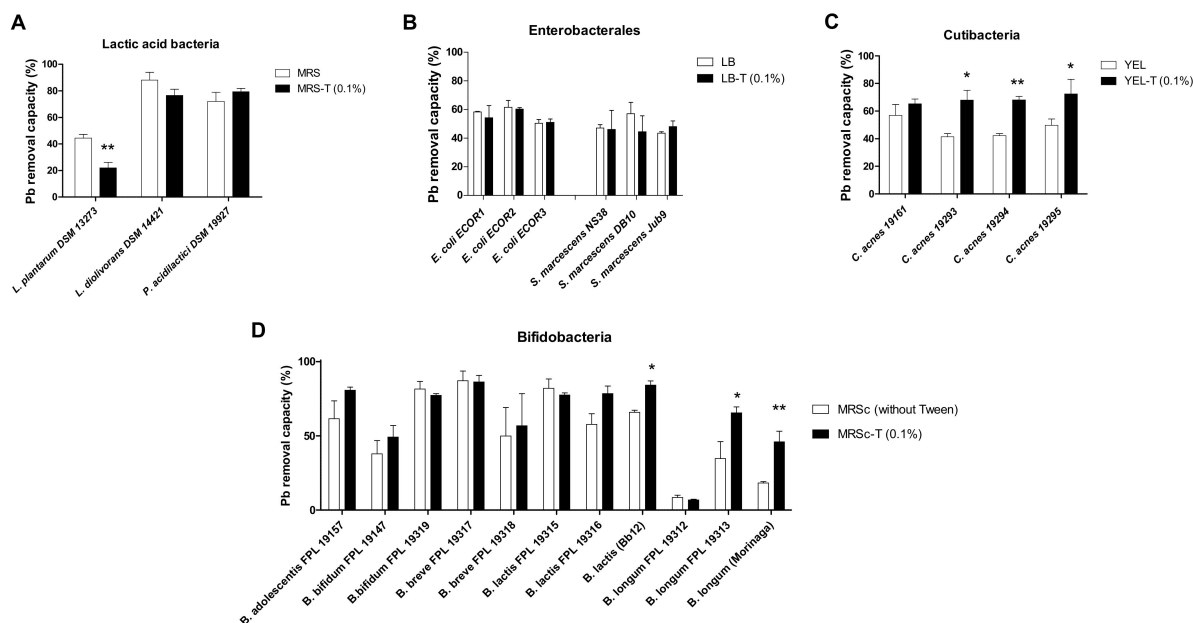 A
Lactic acid bacteria
Pb removal capacity (%)
100
80
60
40
20
0
**
MRS
MRS-T (0.1%)
L. plantarum DSM 13273
L. diolivorans DSM 14421
P. acidilactici DSM 19927
B
Enterobacterales
Pb removal capacity (%)
100
80
60
40
20
0
LB
LB-T (0.1%)
E. coli ECOR1
E. coli ECOR2
E. coli ECOR3
S. marcescens NS38
S. marcescens DB10
S. marcescens Jub9
C
Cutibacteria
Pb removal capacity (%)
100
80
60
40
20
0
*
**
*
YEL
YEL-T (0.1%)
C. acnes 19161
C. acnes 19293
C. acnes 19294
C. acnes 19295
D
Bifidobacteria
Pb removal capacity (%)
100
50
0
*
*
**
MRSc (without Tween)
MRSc-T (0.1%)
B. adolescentis FPL 19157
B. bifidum FPL 19147
B.bifidum FPL 19319
B. breve FPL 19317
B. breve FPL 19318
B. lactis FPL 19315
B. lactis FPL 19316
B. lactis (Bb12)
B. longum FPL 19312
B. longum FPL 19313
B. longum (Morinaga)